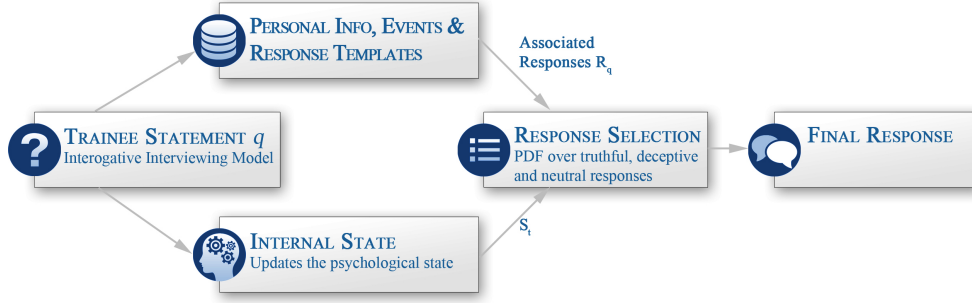 PERSONAL INFO, EVENTS &
RESPONSE TEMPLATES
Associated
Responses Rq
? TRAINEE STATEMENT q
Interogative Interviewing Model
RESPONSE SELECTION
PDF over truthful, deceptive
and neutral responses
FINAL RESPONSE
INTERNAL STATE
Updates the psychological state
St